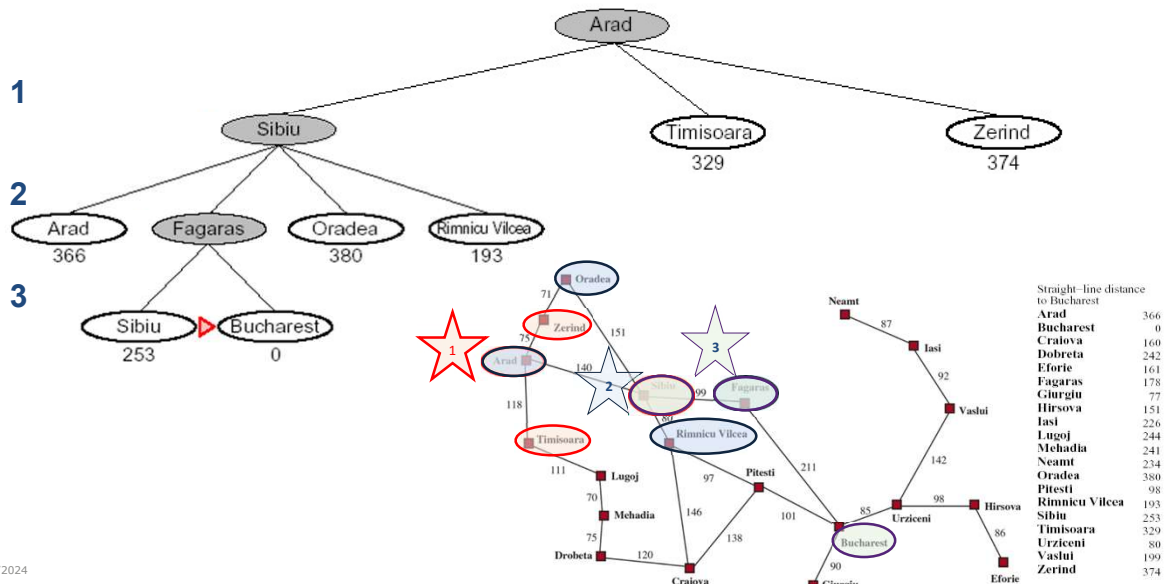 Arad
1
Sibiu
Timisoara
Zerind
329
374
2
Arad
Fagaras
Oradea
Rimnicu Vilcea
366
380
193
3
Sibiu
Bucharest
253
0
Oradea
71
Zerind
75
151
1
Arad
140
2
Sibiu
99
3
Fagaras
80
118
Timisoara
Rimnicu Vilcea
111
Lugoj
70
Mehadia
75
Drobeta
120
Craiova
146
97
Pitesti
138
101
211
Bucharest
90
85
Urziceni
98
Hirsova
86
Eforie
142
Vaslui
92
Iasi
87
Neamt
Straight-line distance
to Bucharest
Arad 366
Bucharest 0
Craiova 160
Dobreta 242
Eforie 161
Fagaras 178
Giurgiu 77
Hirsova 151
Iasi 226
Lugoj 244
Mehadia 241
Neamt 234
Oradea 380
Pitesti 98
Rimnicu Vilcea 193
Sibiu 253
Timisoara 329
Urziceni 80
Vaslui 199
Zerind 374
2024